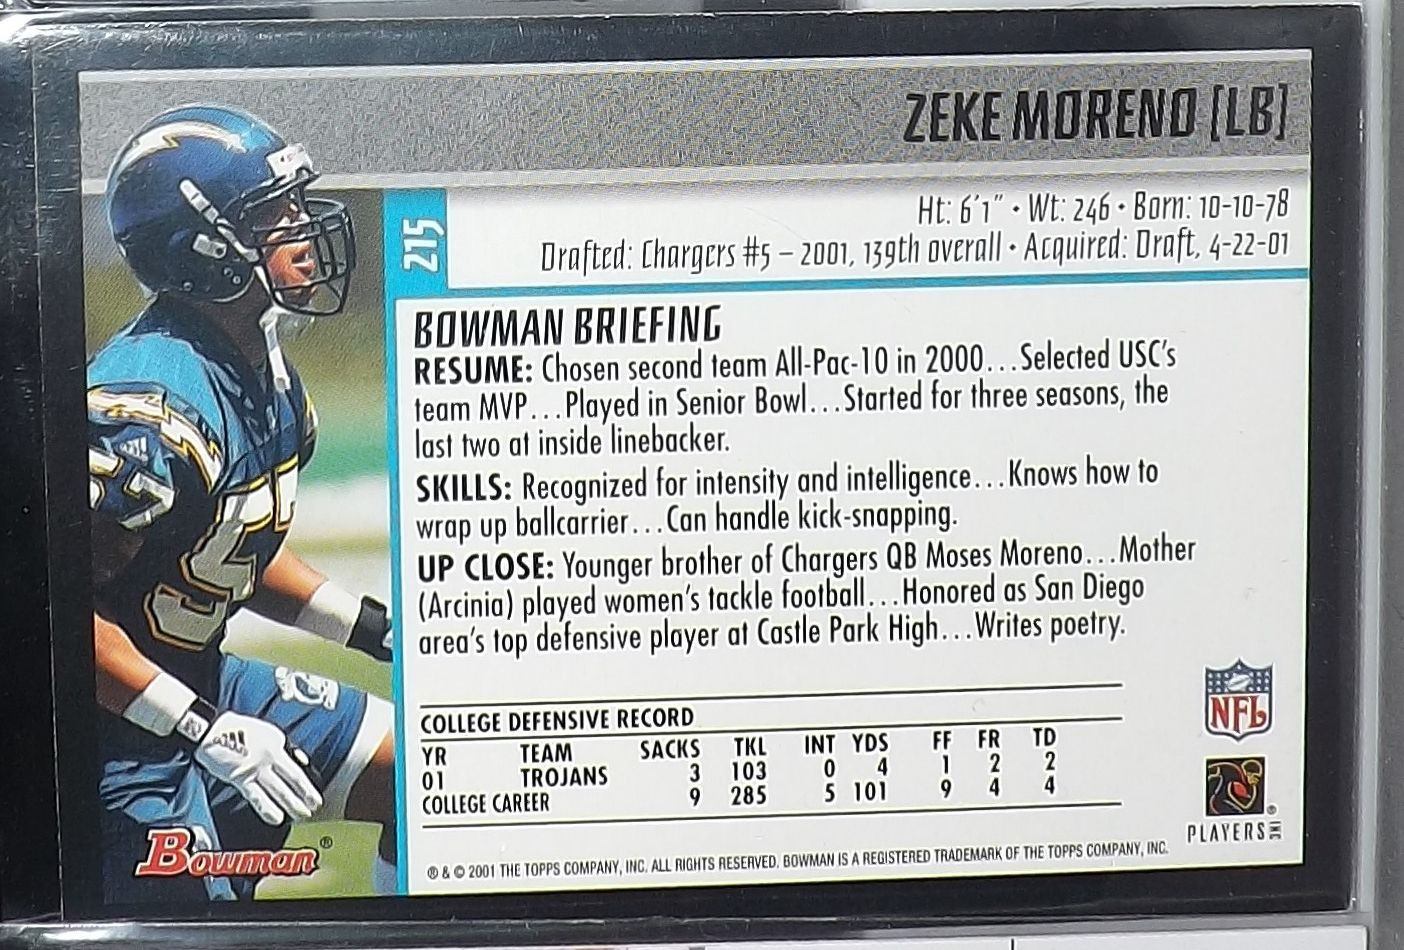 ZEKE MORENO [LB]
215
Ht: 6'1" • Wt: 246 • Born: 10-10-78
Drafted: Chargers #5 – 2001, 139th overall • Acquired: Draft, 4-22-01
BOWMAN BRIEFING
RESUME: Chosen second team All-Pac-10 in 2000...Selected USC's
team MVP...Played in Senior Bowl...Started for three seasons, the
last two at inside linebacker.
SKILLS: Recognized for intensity and intelligence...Knows how to
wrap up ballcarrier...Can handle kick-snapping.
UP CLOSE: Younger brother of Chargers QB Moses Moreno...Mother
(Arcinia) played women's tackle football...Honored as San Diego
area's top defensive player at Castle Park High...Writes poetry.
COLLEGE DEFENSIVE RECORD
YR TEAM SACKS TKL INT YDS FF FR TD
01 TROJANS 3 103 0 4 1 2 2
COLLEGE CAREER 9 285 5 101 9 4 4
NFL
PLAYERS INC ®
Bowman®
® & © 2001 THE TOPPS COMPANY, INC. ALL RIGHTS RESERVED. BOWMAN IS A REGISTERED TRADEMARK OF THE TOPPS COMPANY, INC.
57